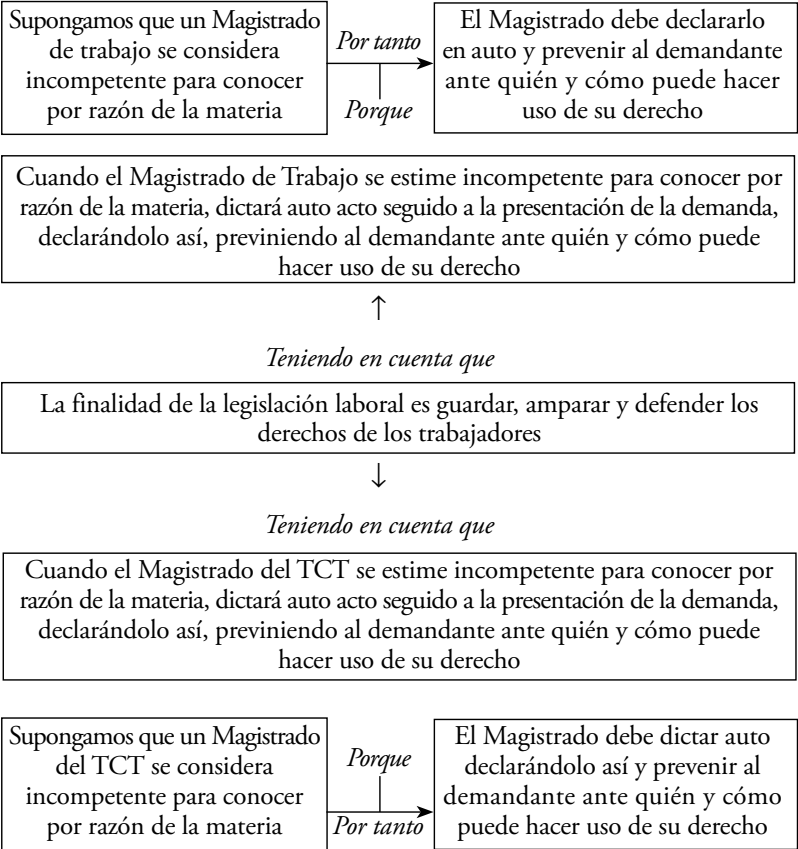 Supongamos que un Magistrado
de trabajo se considera
incompetente para conocer
por razón de la materia
Por tanto
Porque
El Magistrado debe declararlo
en auto y prevenir al demandante
ante quién y cómo puede hacer
uso de su derecho
Cuando el Magistrado de Trabajo se estime incompetente para conocer por
razón de la materia, dictará auto acto seguido a la presentación de la demanda,
declarándolo así, previniendo al demandante ante quién y cómo puede
hacer uso de su derecho
↑
Teniendo en cuenta que
La finalidad de la legislación laboral es guardar, amparar y defender los
derechos de los trabajadores
↓
Teniendo en cuenta que
Cuando el Magistrado del TCT se estime incompetente para conocer por
razón de la materia, dictará auto acto seguido a la presentación de la demanda,
declarándolo así, previniendo al demandante ante quién y cómo puede
hacer uso de su derecho
Supongamos que un Magistrado
del TCT se considera
incompetente para conocer
por razón de la materia
Porque
Por tanto
El Magistrado debe dictar auto
declarándolo así y prevenir al
demandante ante quién y cómo
puede hacer uso de su derecho